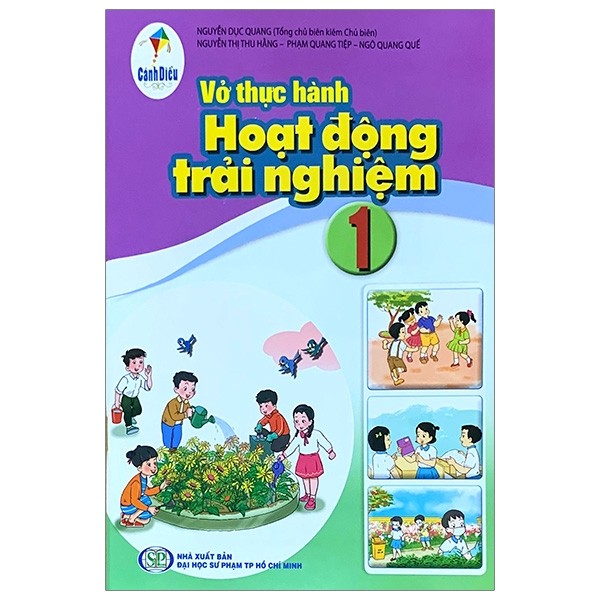 NGUYỄN DỤC QUANG (Tổng chủ biên kiêm Chủ biên)
NGUYỄN THỊ THU HẰNG – PHẠM QUANG TIỆP – NGÔ QUANG QUẾ
Cánh Diều
Vở thực hành
Hoạt động
trải nghiệm
1
NHÀ XUẤT BẢN
ĐẠI HỌC SƯ PHẠM TP HỒ CHÍ MINH